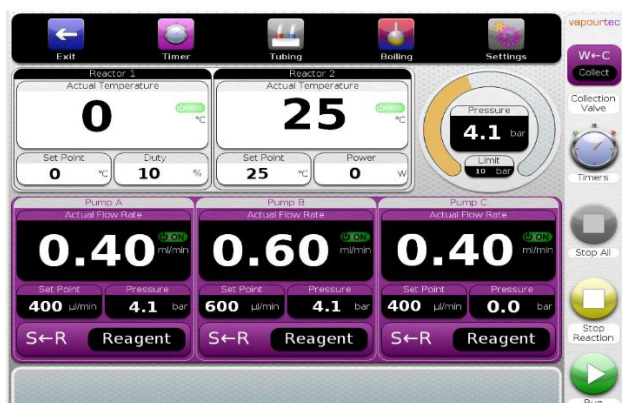 vapourtec
Exit Timer Tubing Boiling Settings
W←C
Collect
Collection
Valve
Reactor 1
Actual Temperature
0
°C
Set Point
0 °C
Duty
10 %
Reactor 2
Actual Temperature
25
°C
Set Point
25 °C
Power
0 W
Pressure
4.1 bar
Limit
10 bar
Timers
Pump A
Actual Flow Rate
0.40
ON
ml/min
Set Point
400 µl/min
Pressure
4.1 bar
S←R Reagent
Pump B
Actual Flow Rate
0.60
ON
ml/min
Set Point
600 µl/min
Pressure
4.1 bar
S←R Reagent
Pump C
Actual Flow Rate
0.40
ON
ml/min
Set Point
400 µl/min
Pressure
0.0 bar
S←R Reagent
Stop All
Stop
Reaction